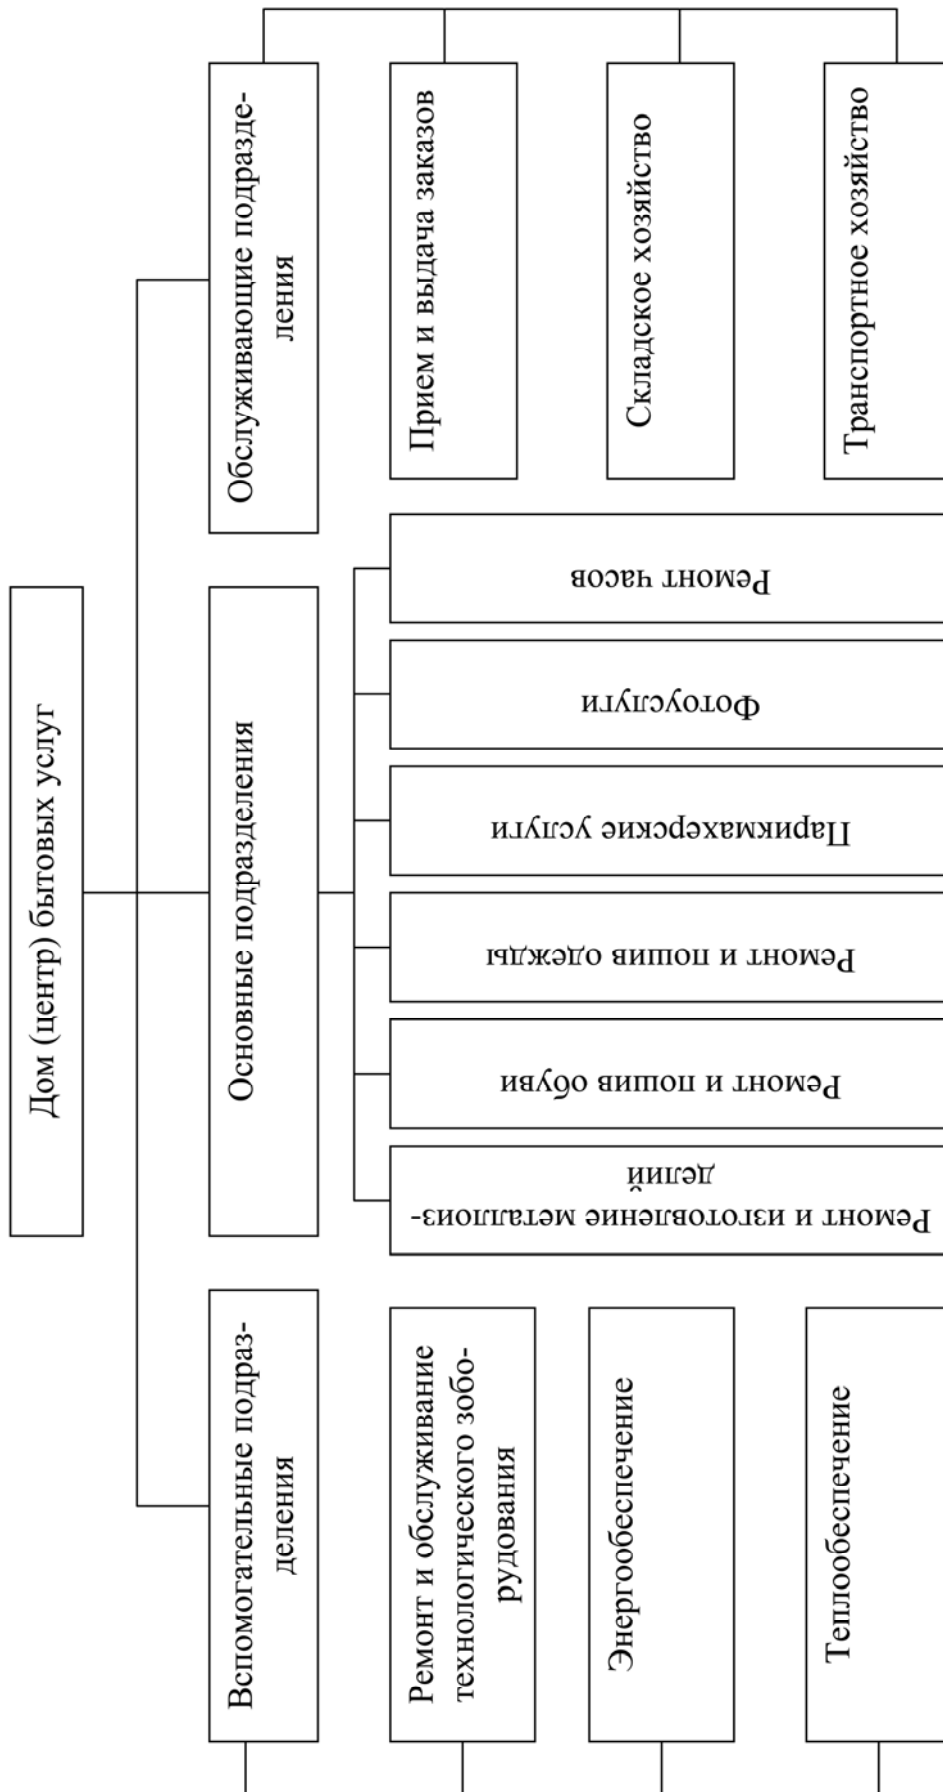 Дом (центр) бытовых услуг
Вспомогательные подраз-
деления
Основные подразделения
Обслуживающие подразде-
ления
Ремонт и обслуживание
технологического зобо-
рудования
Энергообеспечение
Теплообеспечение
Ремонт и изготовление металлоиз-
делий
Ремонт и пошив обуви
Ремонт и пошив одежды
Парикмахерские услуги
Фотоуслуги
Ремонт часов
Прием и выдача заказов
Складское хозяйство
Транспортное хозяйство